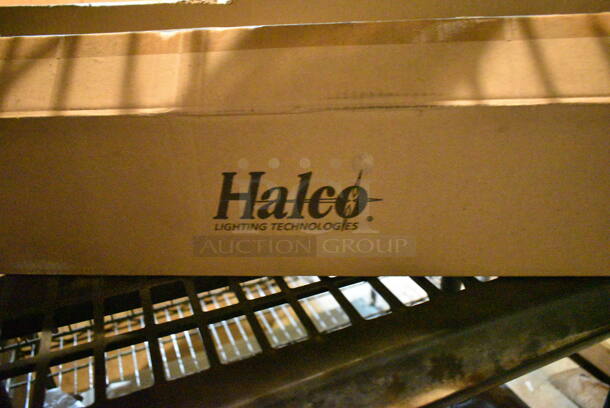 Halco®
LIGHTING TECHNOLOGIES
AUCTION GROUP